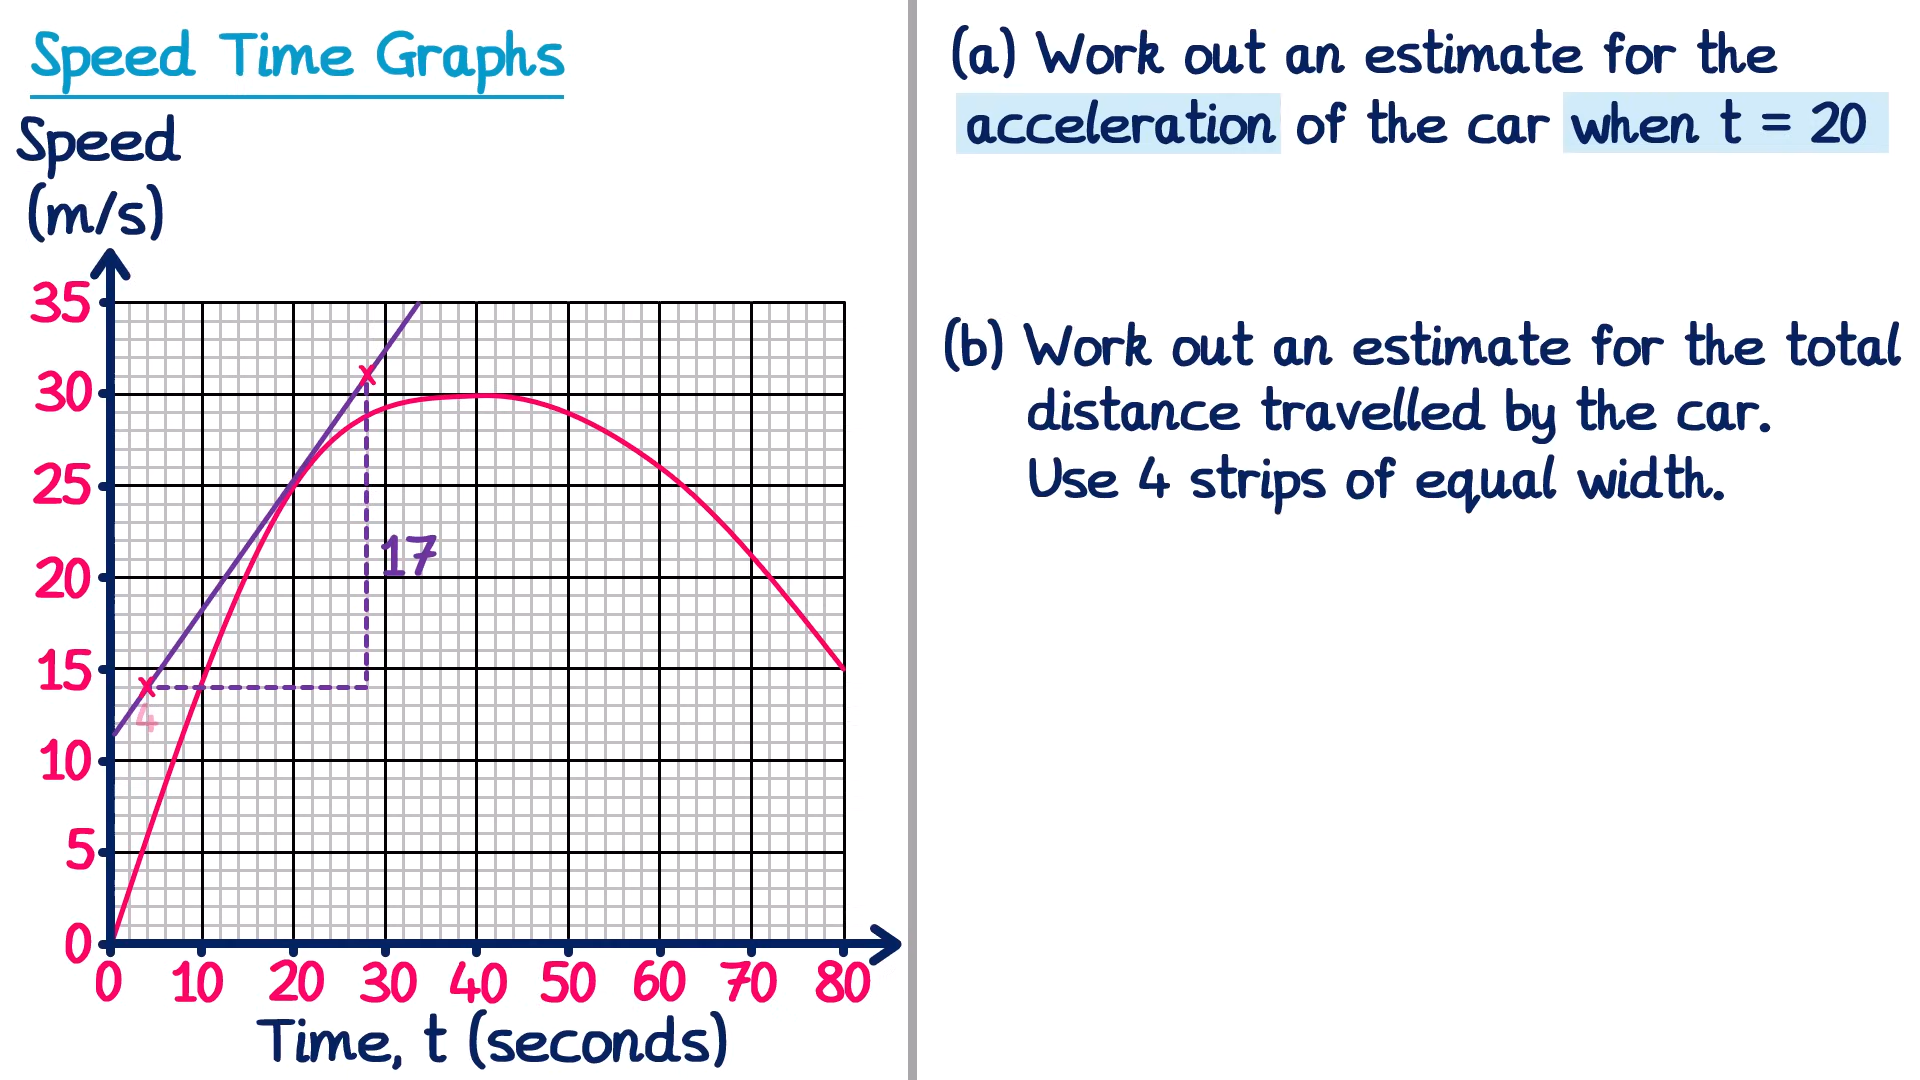 Speed Time Graphs
Speed
(m/s)
35
30
25
20
15
10
5
0
17
4
0 10 20 30 40 50 60 70 80
Time, t (seconds)
(a) Work out an estimate for the
acceleration of the car when t = 20
(b) Work out an estimate for the total
distance travelled by the car.
Use 4 strips of equal width.